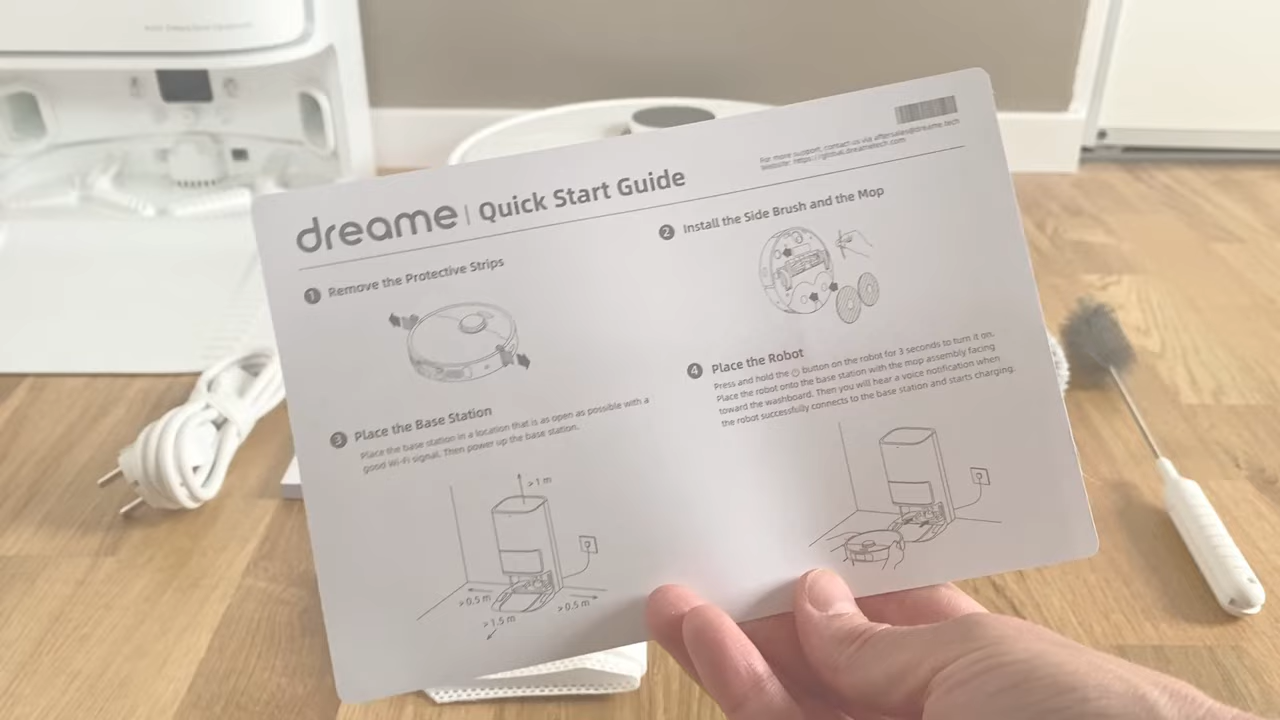 dreame | Quick Start Guide
For more support, contact us via aftersales@dreame.tech
Website: https://global.dreametech.com
1 Remove the Protective Strips
2 Install the Side Brush and the Mop
3 Place the Base Station
Place the base station in a location that is as open as possible with a
good Wi-Fi signal. Then power up the base station.
>1 m
>0.5 m
>0.5 m
>1.5 m
4 Place the Robot
Press and hold the ⏻ button on the robot for 3 seconds to turn it on.
Place the robot onto the base station with the mop assembly facing
toward the washboard. Then you will hear a voice notification when
the robot successfully connects to the base station and starts charging.